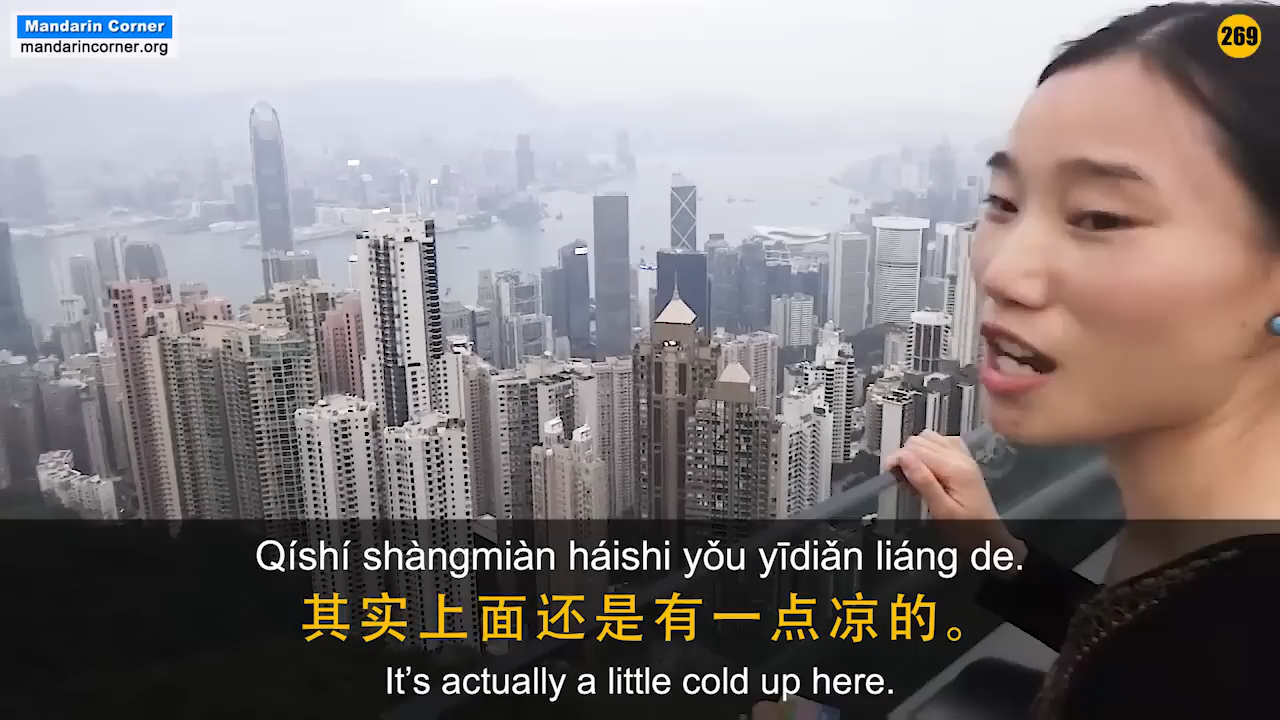 Mandarin Corner
mandarincorner.org
269
Qíshí shàngmiàn háishi yǒu yīdiǎn liáng de.
其实上面还是有一点凉的。
It's actually a little cold up here.